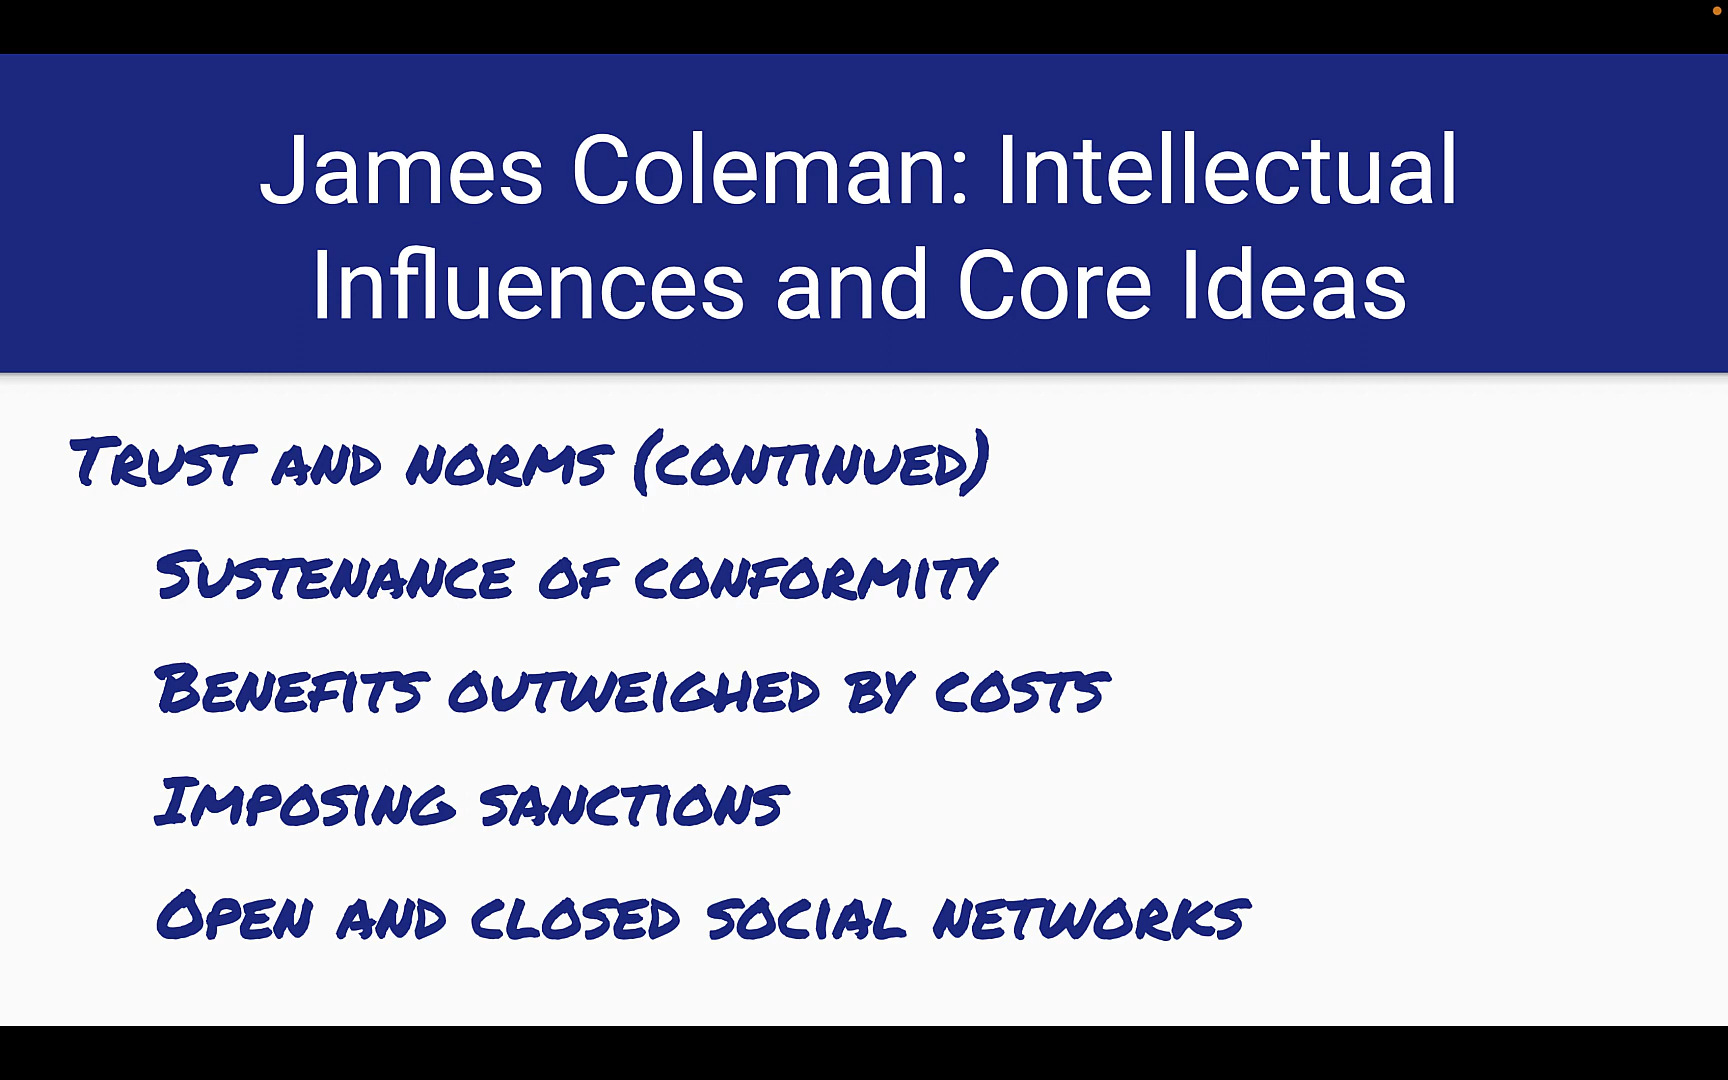 James Coleman: Intellectual
Influences and Core Ideas
Trust and norms (continued)
Sustenance of conformity
Benefits outweighed by costs
Imposing sanctions
Open and closed social networks